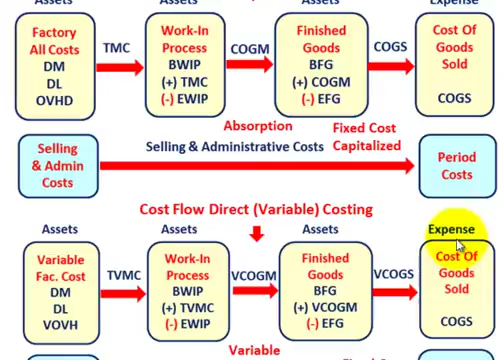 Assets Assets Assets Expense
Factory
All Costs
DM
DL
OVHD
TMC
Work-In
Process
BWIP
(+) TMC
(-) EWIP
COGM
Finished
Goods
BFG
(+) COGM
(-) EFG
COGS
Cost Of
Goods
Sold
COGS
Absorption
Fixed Cost
Capitalized
Selling
& Admin
Costs
Selling & Administrative Costs
Period
Costs
Cost Flow Direct (Variable) Costing
Assets Assets Assets Expense
Variable
Fac. Cost
DM
DL
VOVH
TVMC
Work-In
Process
BWIP
(+) TVMC
(-) EWIP
VCOGM
Finished
Goods
BFG
(+) VCOGM
(-) EFG
VCOGS
Cost Of
Goods
Sold
COGS
Variable